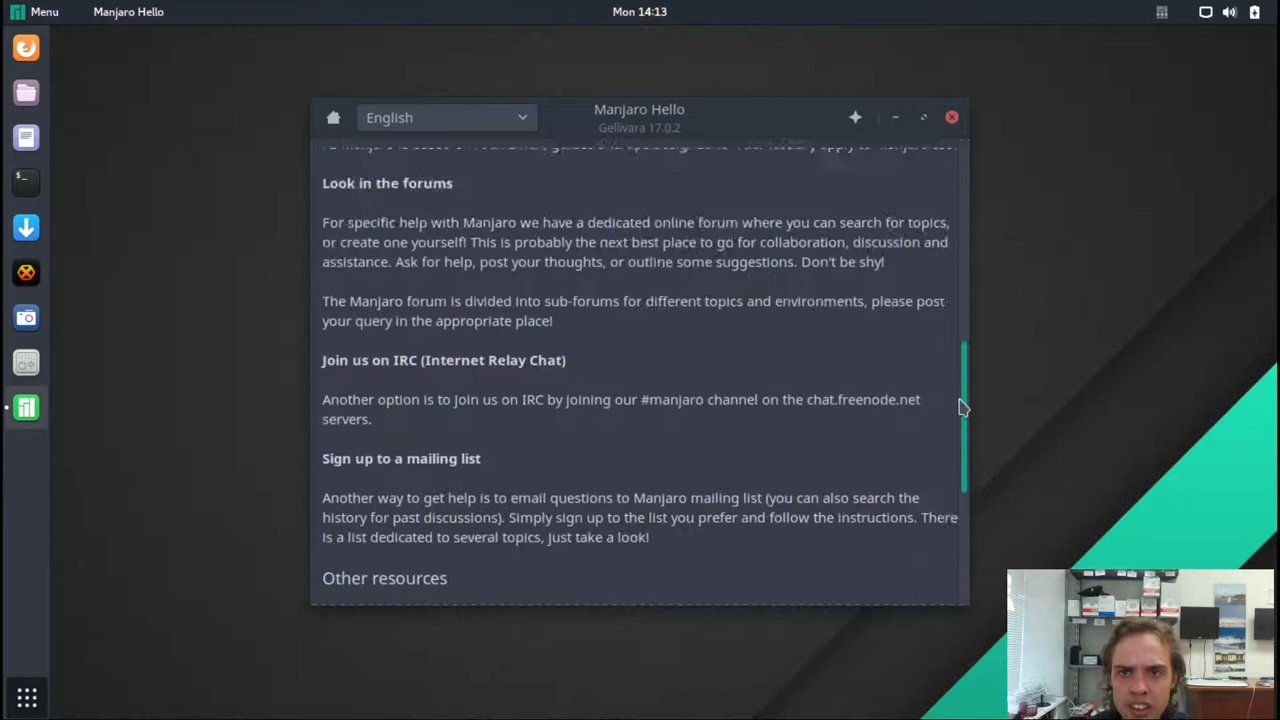 Menu Manjaro Hello Mon 14:13
English Manjaro Hello
Gellivara 17.0.2
Look in the forums
For specific help with Manjaro we have a dedicated online forum where you can search for topics,
or create one yourself! This is probably the next best place to go for collaboration, discussion and
assistance. Ask for help, post your thoughts, or outline some suggestions. Don't be shy!
The Manjaro forum is divided into sub-forums for different topics and environments, please post
your query in the appropriate place!
Join us on IRC (Internet Relay Chat)
Another option is to join us on IRC by joining our #manjaro channel on the chat.freenode.net
servers.
Sign up to a mailing list
Another way to get help is to email questions to Manjaro mailing list (you can also search the
history for past discussions). Simply sign up to the list you prefer and follow the instructions. There
is a list dedicated to several topics, just take a look!
Other resources